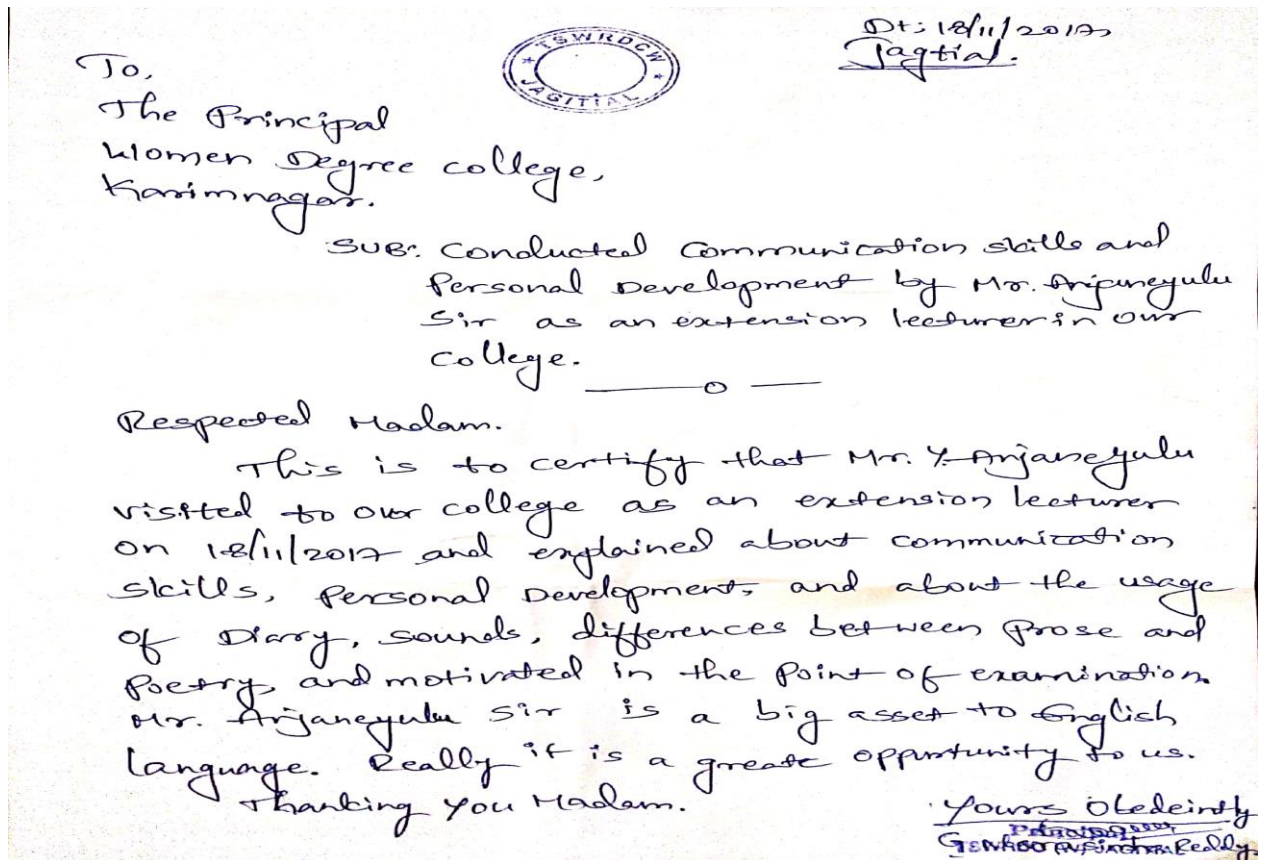 Dt: 18/11/2017
Jagtial.
TSWRDCW
JAGITIAL
To,
The Principal
Women Degree college,
Karimnagar.
SUB: Conducted Communication skills and
Personal Development by Mr. Anjuneyulu
Sir as an extension lecturer in our
college.
Respected Madam.
This is to certify that Mr. Y. Anjaneyulu
visited to our college as an extension lecturer
on 18/11/2017 and explained about communication
skills, Personal Development, and about the usage
of Diary, sounds, differences between Prose and
Poetry, and motivated in the Point of examination.
Mr. Anjaneyulu Sir is a big asset to English
Language. Really it is a greate oppurtunity to us.
Thanking you Madam.
Yours Obedeintly
Reddy